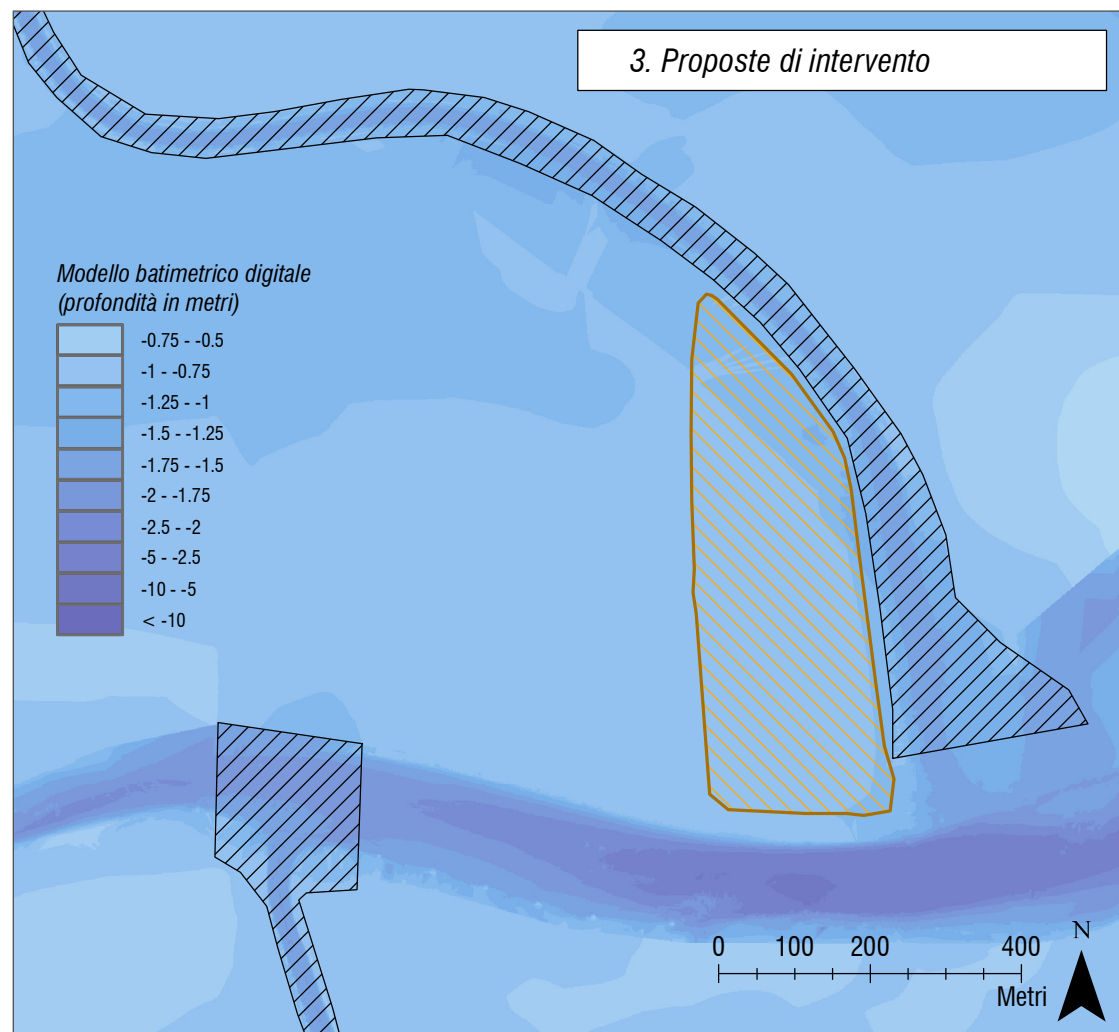 3. Proposte di intervento
Modello batimetrico digitale
(profondità in metri)
-0.75 - -0.5
-1 - -0.75
-1.25 - -1
-1.5 - -1.25
-1.75 - -1.5
-2 - -1.75
-2.5 - -2
-5 - -2.5
-10 - -5
< -10
0 100 200 400
Metri
N